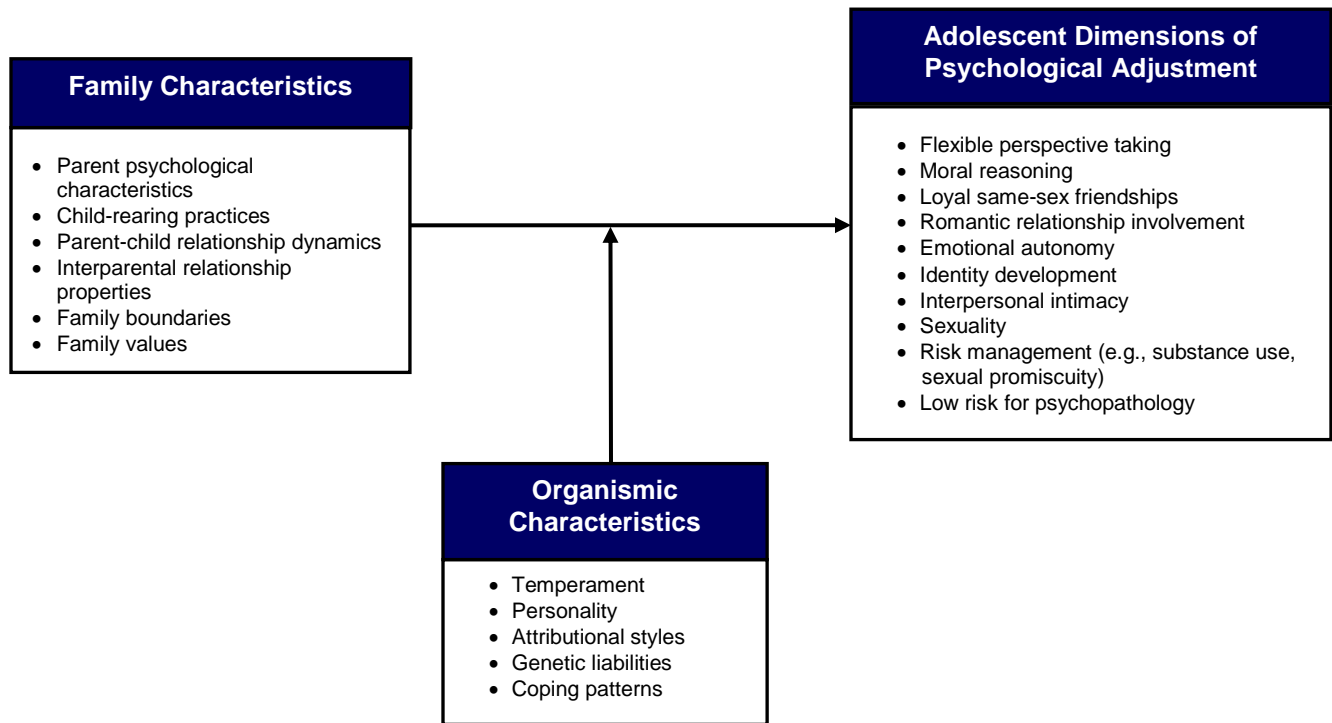 Family Characteristics
• Parent psychological
characteristics
• Child-rearing practices
• Parent-child relationship dynamics
• Interparental relationship
properties
• Family boundaries
• Family values
Adolescent Dimensions of
Psychological Adjustment
• Flexible perspective taking
• Moral reasoning
• Loyal same-sex friendships
• Romantic relationship involvement
• Emotional autonomy
• Identity development
• Interpersonal intimacy
• Sexuality
• Risk management (e.g., substance use,
sexual promiscuity)
• Low risk for psychopathology
Organismic
Characteristics
• Temperament
• Personality
• Attributional styles
• Genetic liabilities
• Coping patterns